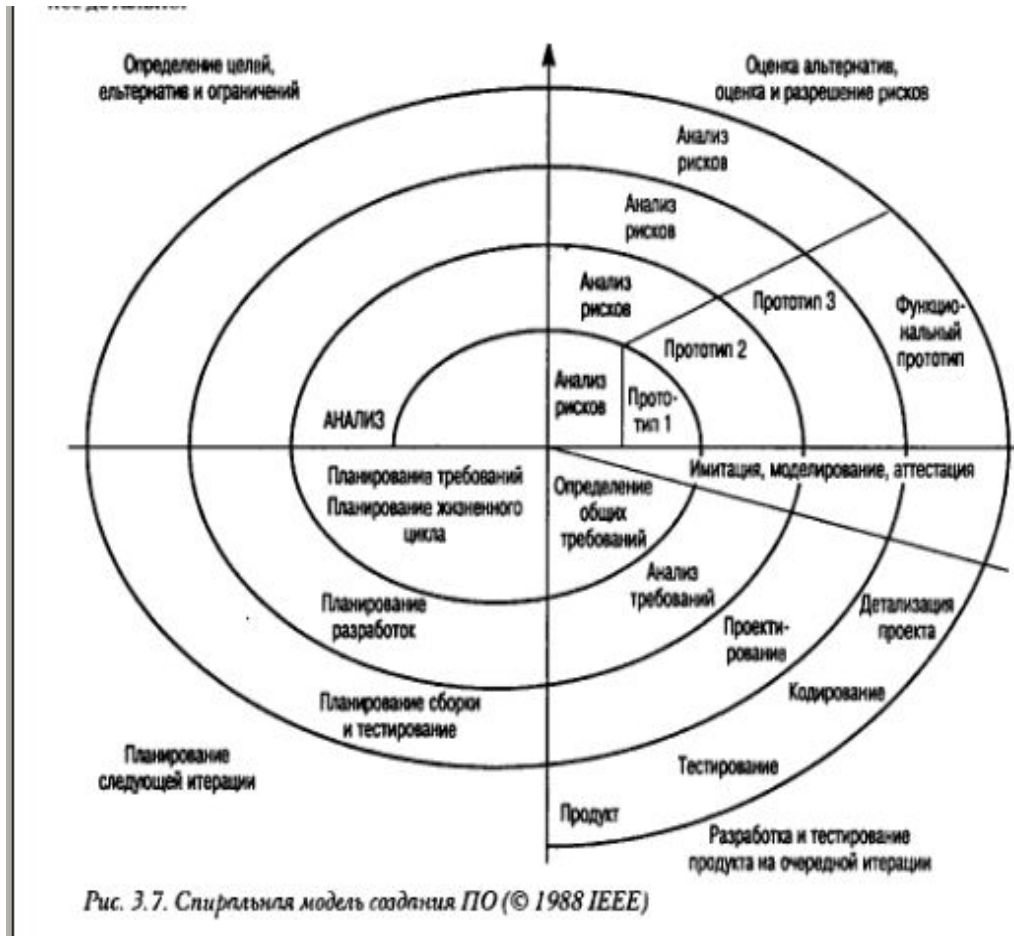 Определение целей,
ельтернатив и ограничений
Оценка альтернатив,
оценка и разрешение рисков
Анализ
рисков
Анализ
рисков
Анализ
рисков
Анализ
рисков
Прото-
тип 1
Прототип 2
Прототип 3
Функцио-
нальный
прототип
АНАЛИЗ
Имитация, моделирование, аттестация
Планирование требований
Планирование жизненного
цикла
Определение
общих
требований
Анализ
требований
Планирование
разработок
Проекти-
рование
Детализация
проекта
Кодирование
Планирование сборки
и тестирование
Тестирование
Планирование
следующей итерации
Продукт
Разработка и тестирование
продукта на очередной итерации
Рис. 3.7. Спиральная модель создания ПО (© 1988 IEEE)